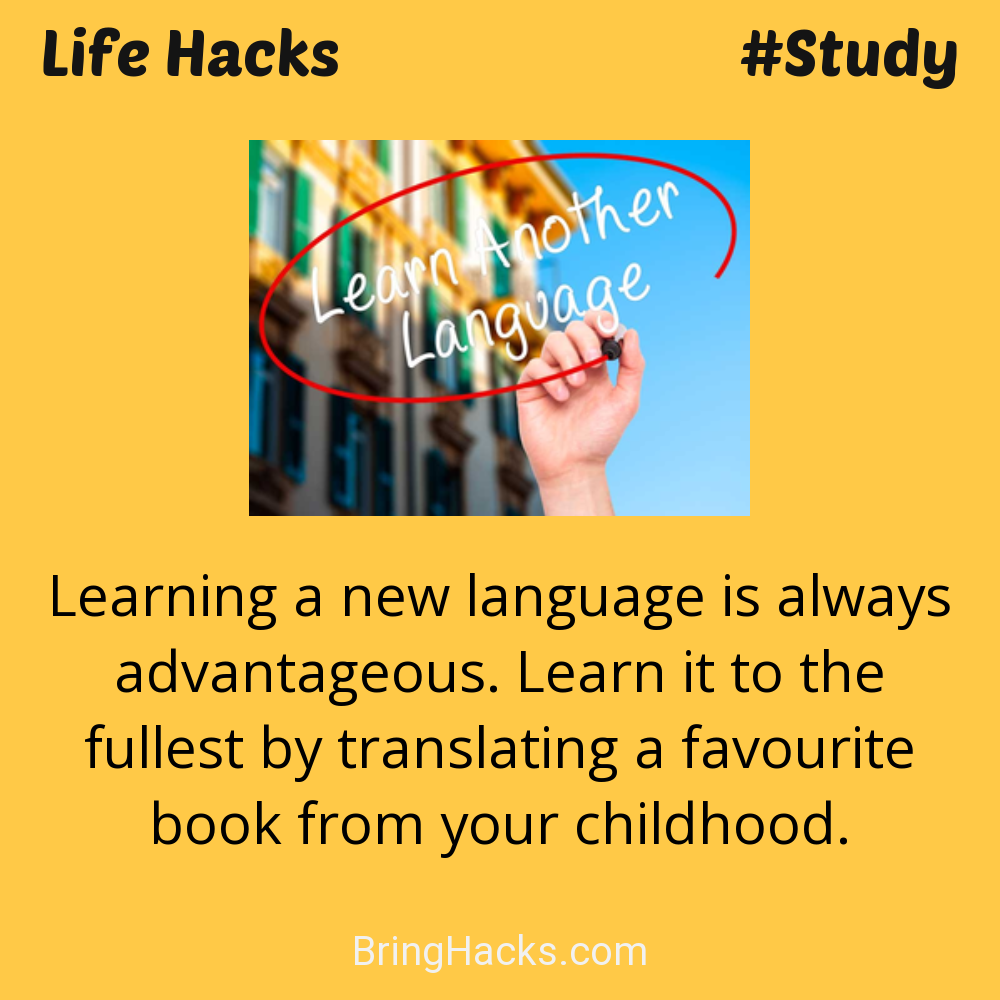 Life Hacks
#Study
Learn Another
Language
Learning a new language is always
advantageous. Learn it to the
fullest by translating a favourite
book from your childhood.
BringHacks.com